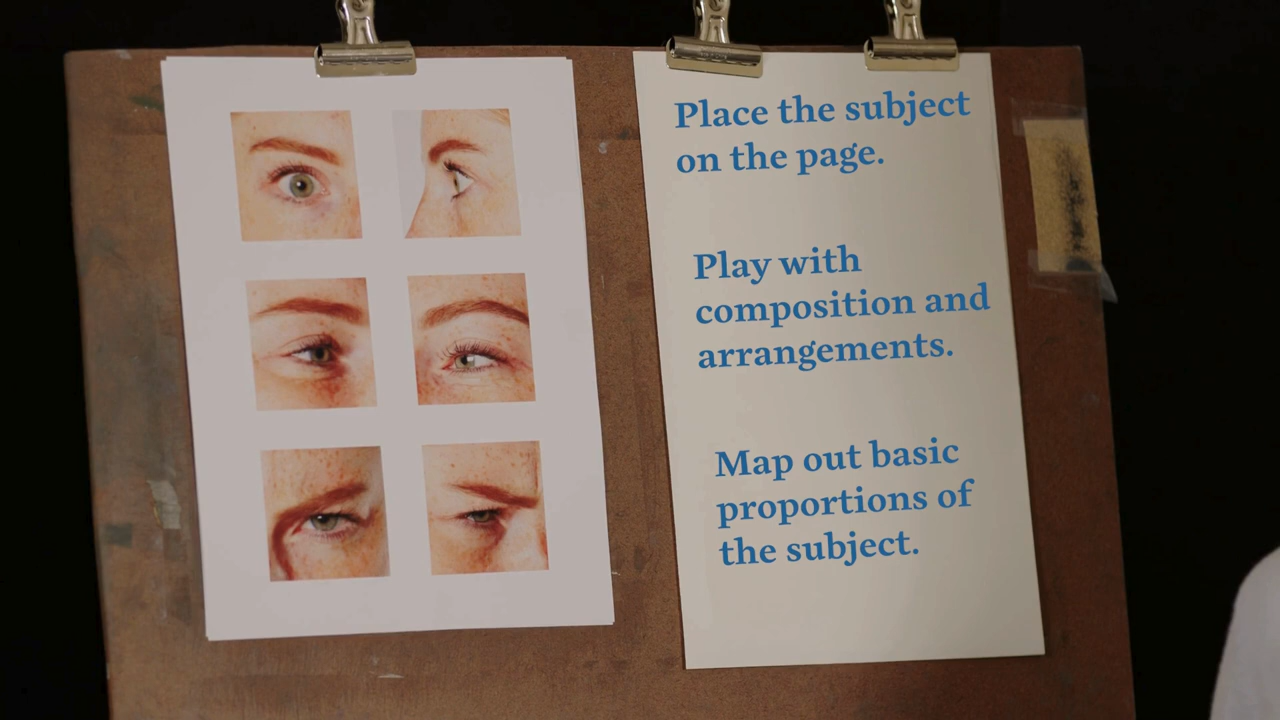 Place the subject
on the page.
Play with
composition and
arrangements.
Map out basic
proportions of
the subject.